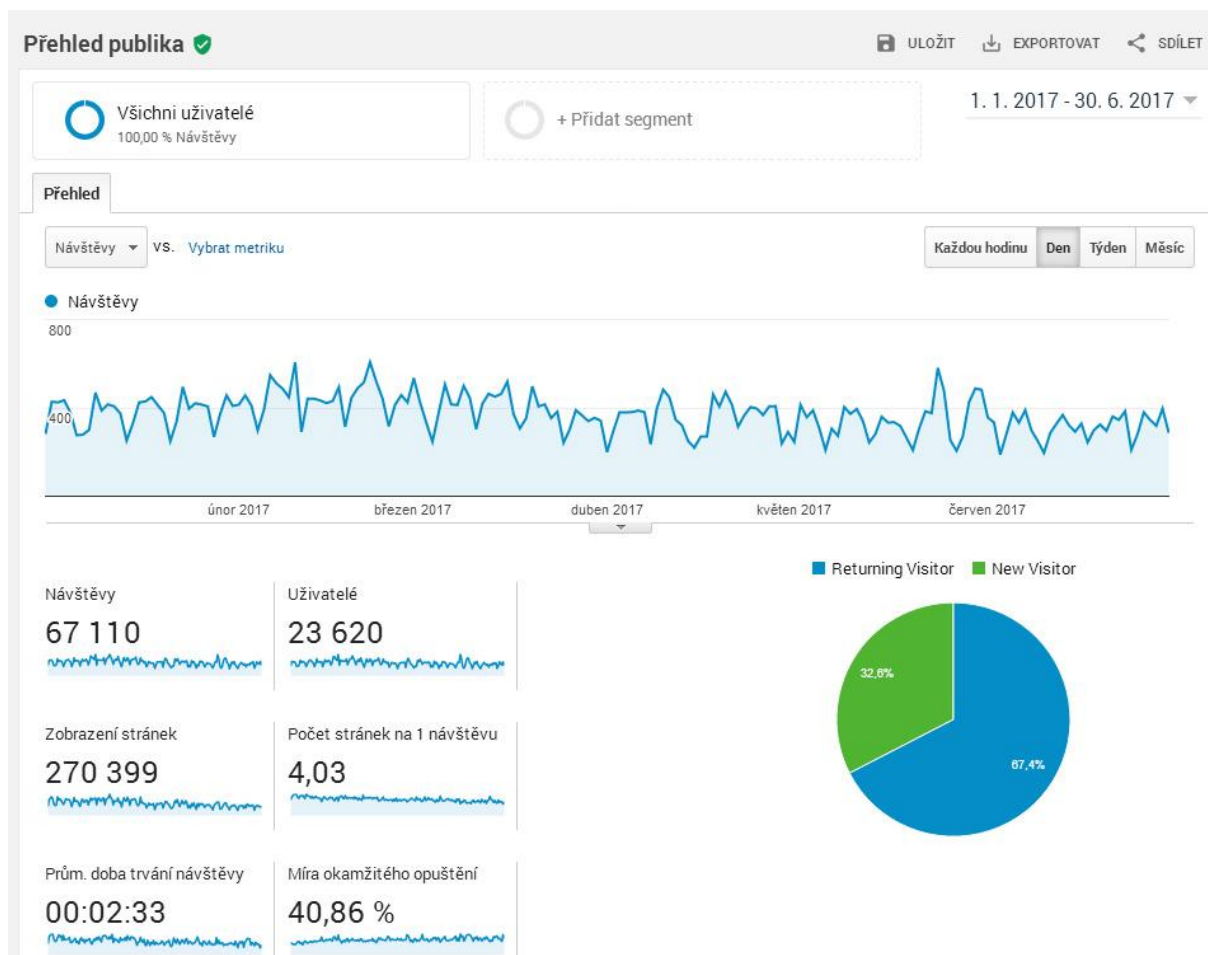 Přehled publika
ULOŽIT EXPORTOVAT SDÍLET
Všichni uživatelé
100,00 % Návštěvy
+ Přidat segment
1. 1. 2017 - 30. 6. 2017
Přehled
Návštěvy VS. Vybrat metriku
Každou hodinu Den Týden Měsíc
Návštěvy
800
400
únor 2017 březen 2017 duben 2017 květen 2017 červen 2017
Returning Visitor New Visitor
Návštěvy
67 110
Uživatelé
23 620
Zobrazení stránek
270 399
Počet stránek na 1 návštěvu
4,03
Prům. doba trvání návštěvy
00:02:33
Míra okamžitého opuštění
40,86 %
32,6%
67,4%